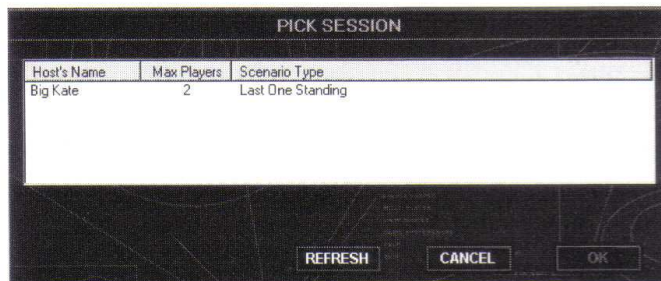 PICK SESSION
Host's Name Max Players Scenario Type
Big Kate 2 Last One Standing
REFRESH CANCEL OK